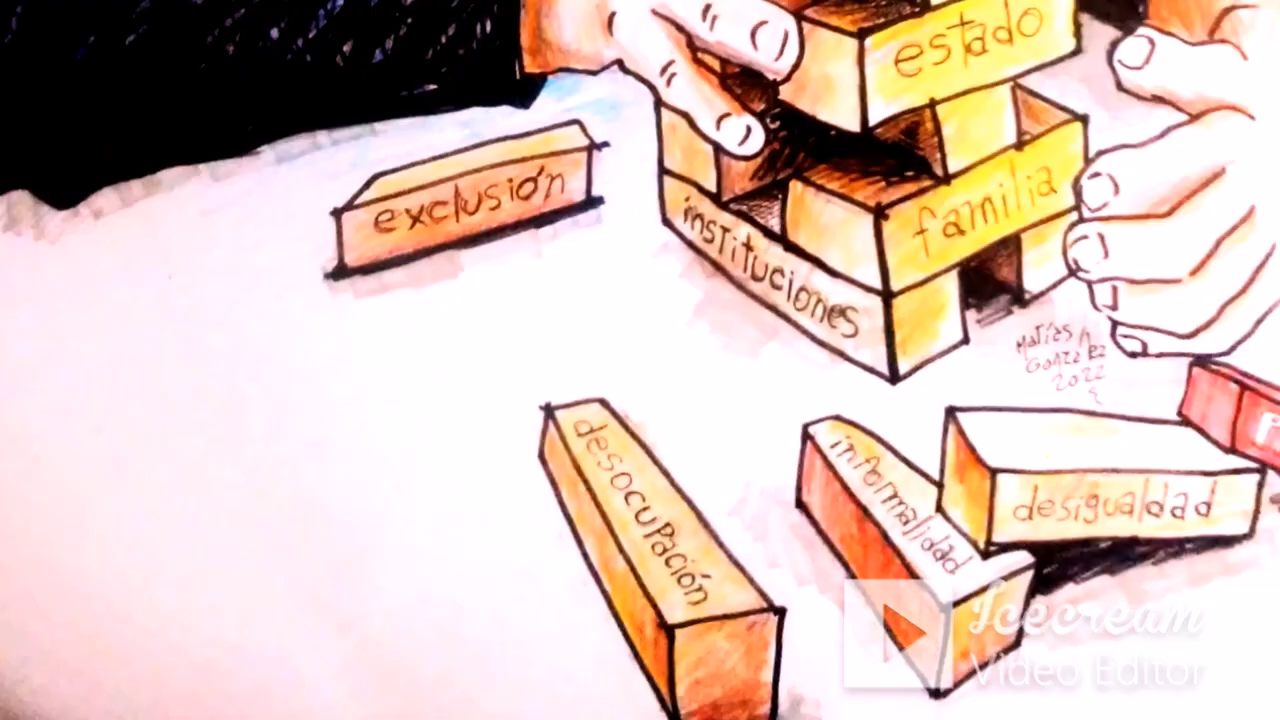 estado
exclusión
familia
instituciones
Matías
González
2022
desocupación
informalidad
desigualdad
Icecream
Video Editor